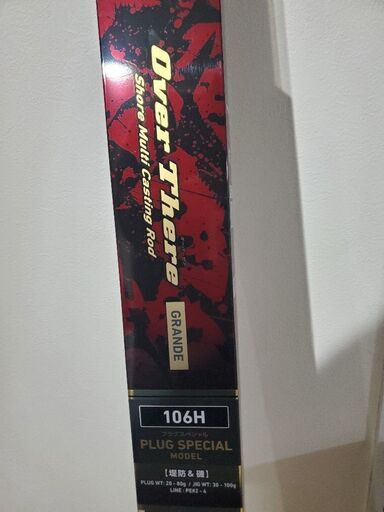 Over There
Shore Multi Casting Rod
GRANDE
106H
プラグスペシャル
PLUG SPECIAL
MODEL
【堤防 & 磯】
PLUG WT: 20 - 80g / JIG WT: 30 - 100g
LINE : PE#2 - 4